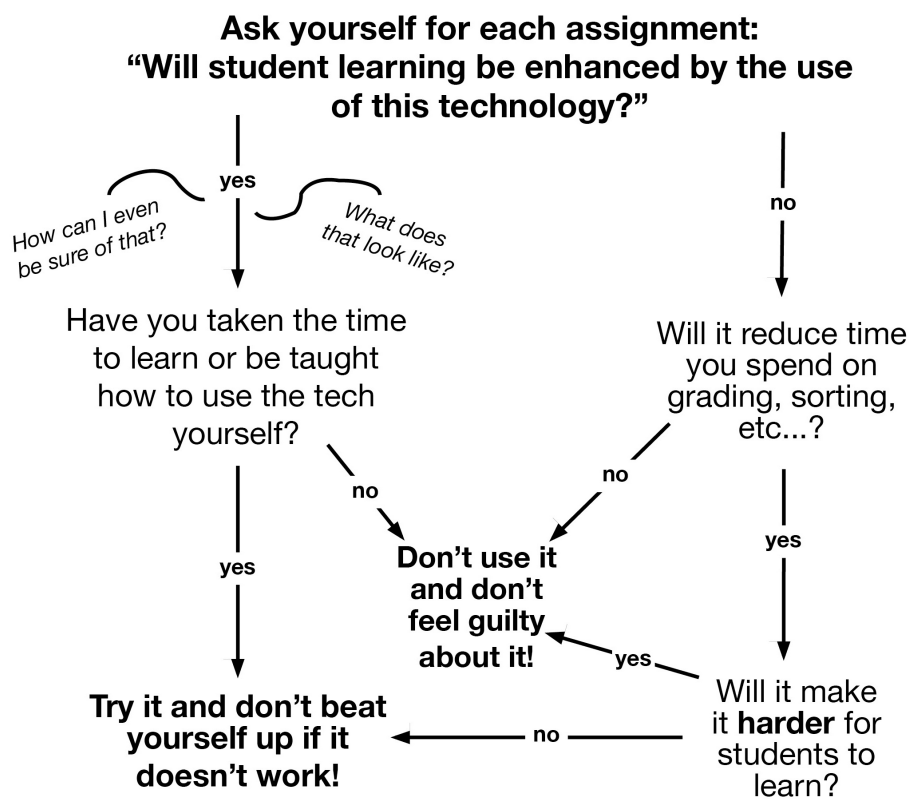 Ask yourself for each assignment:
“Will student learning be enhanced by the use
of this technology?”
yes
no
How can I even
be sure of that?
What does
that look like?
Have you taken the time
to learn or be taught
how to use the tech
yourself?
Will it reduce time
you spend on
grading, sorting,
etc...?
no
no
yes
yes
Don’t use it
and don’t
feel guilty
about it!
yes
Try it and don’t beat
yourself up if it
doesn’t work!
no
Will it make
it harder for
students to
learn?